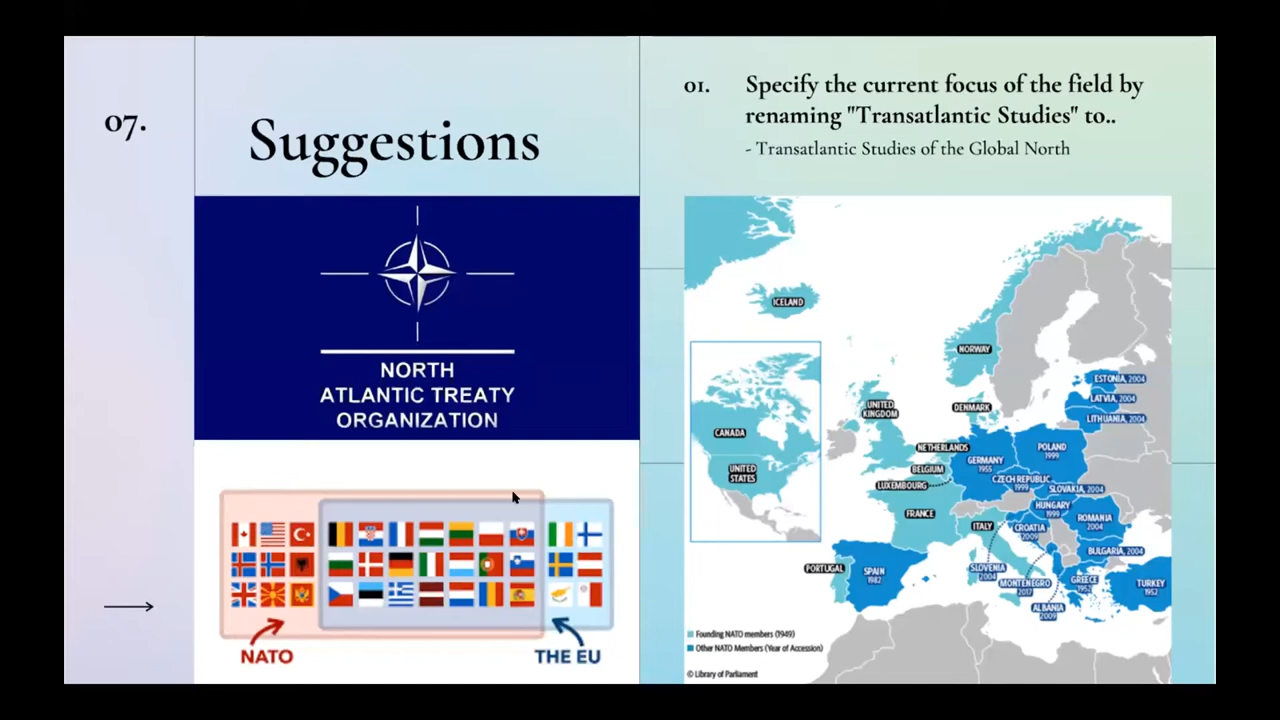 07.
Suggestions
NORTH
ATLANTIC TREATY
ORGANIZATION
NATO
THE EU
01.
Specify the current focus of the field by
renaming "Transatlantic Studies" to..
- Transatlantic Studies of the Global North
ICELAND
NORWAY
ESTONIA, 2004
LATVIA, 2004
LITHUANIA, 2004
UNITED
KINGDOM
DENMARK
CANADA
UNITED
STATES
NETHERLANDS
BELGIUM
LUXEMBOURG
GERMANY
1955
POLAND
1999
CZECH REPUBLIC
1999
SLOVAKIA, 2004
HUNGARY
1999
FRANCE
ITALY
CROATIA
2009
ROMANIA
2004
BULGARIA, 2004
PORTUGAL
SPAIN
1982
SLOVENIA
2004
MONTENEGRO
2017
ALBANIA
2009
GREECE
1952
TURKEY
1952
Founding NATO members (1949)
Other NATO Members (Year of Accession)
© Library of Parliament